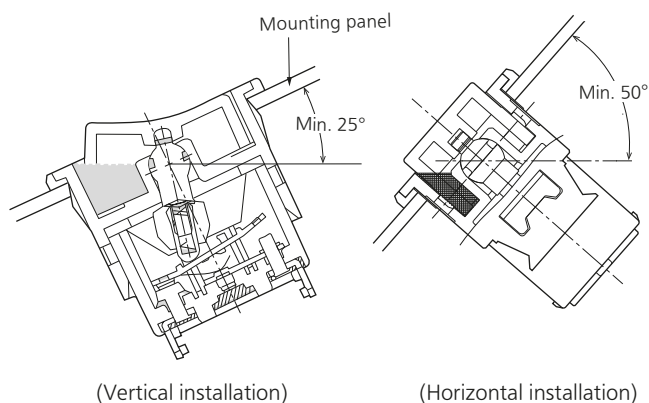 Mounting panel
Min. 25°
Min. 50°
(Vertical installation)
(Horizontal installation)